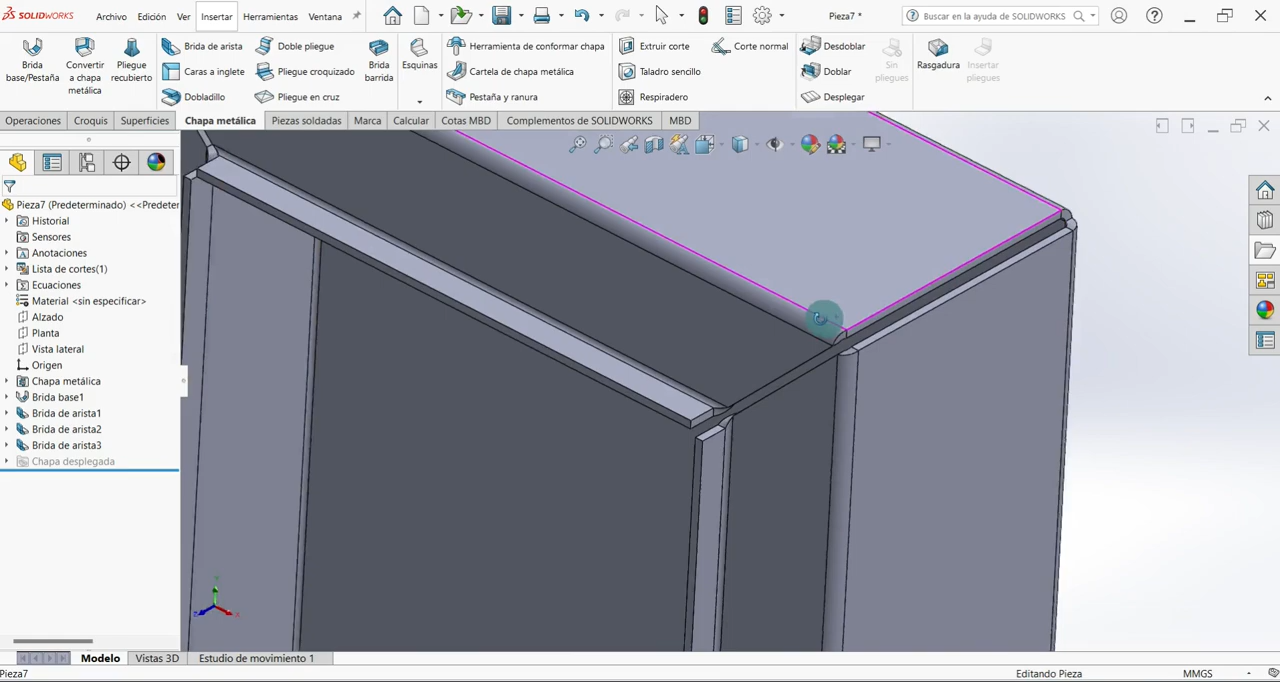 SOLIDWORKS
Archivo Edición Ver Insertar Herramientas Ventana
Pieza7 *
Buscar en la ayuda de SOLIDWORKS
Brida base/Pestaña
Convertir a chapa metálica
Pliegue recubierto
Brida de arista
Caras a inglete
Dobladillo
Doble pliegue
Pliegue croquizado
Pliegue en cruz
Brida barrida
Esquinas
Herramienta de conformar chapa
Cartela de chapa metálica
Pestaña y ranura
Extruir corte
Taladro sencillo
Respiradero
Corte normal
Desdoblar
Doblar
Desplegar
Sin pliegues
Rasgadura
Insertar pliegues
Operaciones Croquis Superficies Chapa metálica Piezas soldadas Marca Calcular Cotas MBD Complementos de SOLIDWORKS MBD
Pieza7 (Predeterminado) <<Predeter
Historial
Sensores
Anotaciones
Lista de cortes(1)
Ecuaciones
Material <sin especificar>
Alzado
Planta
Vista lateral
Origen
Chapa metálica
Brida base1
Brida de arista1
Brida de arista2
Brida de arista3
Chapa desplegada
Modelo Vistas 3D Estudio de movimiento 1
Pieza7 Editando Pieza MMGS